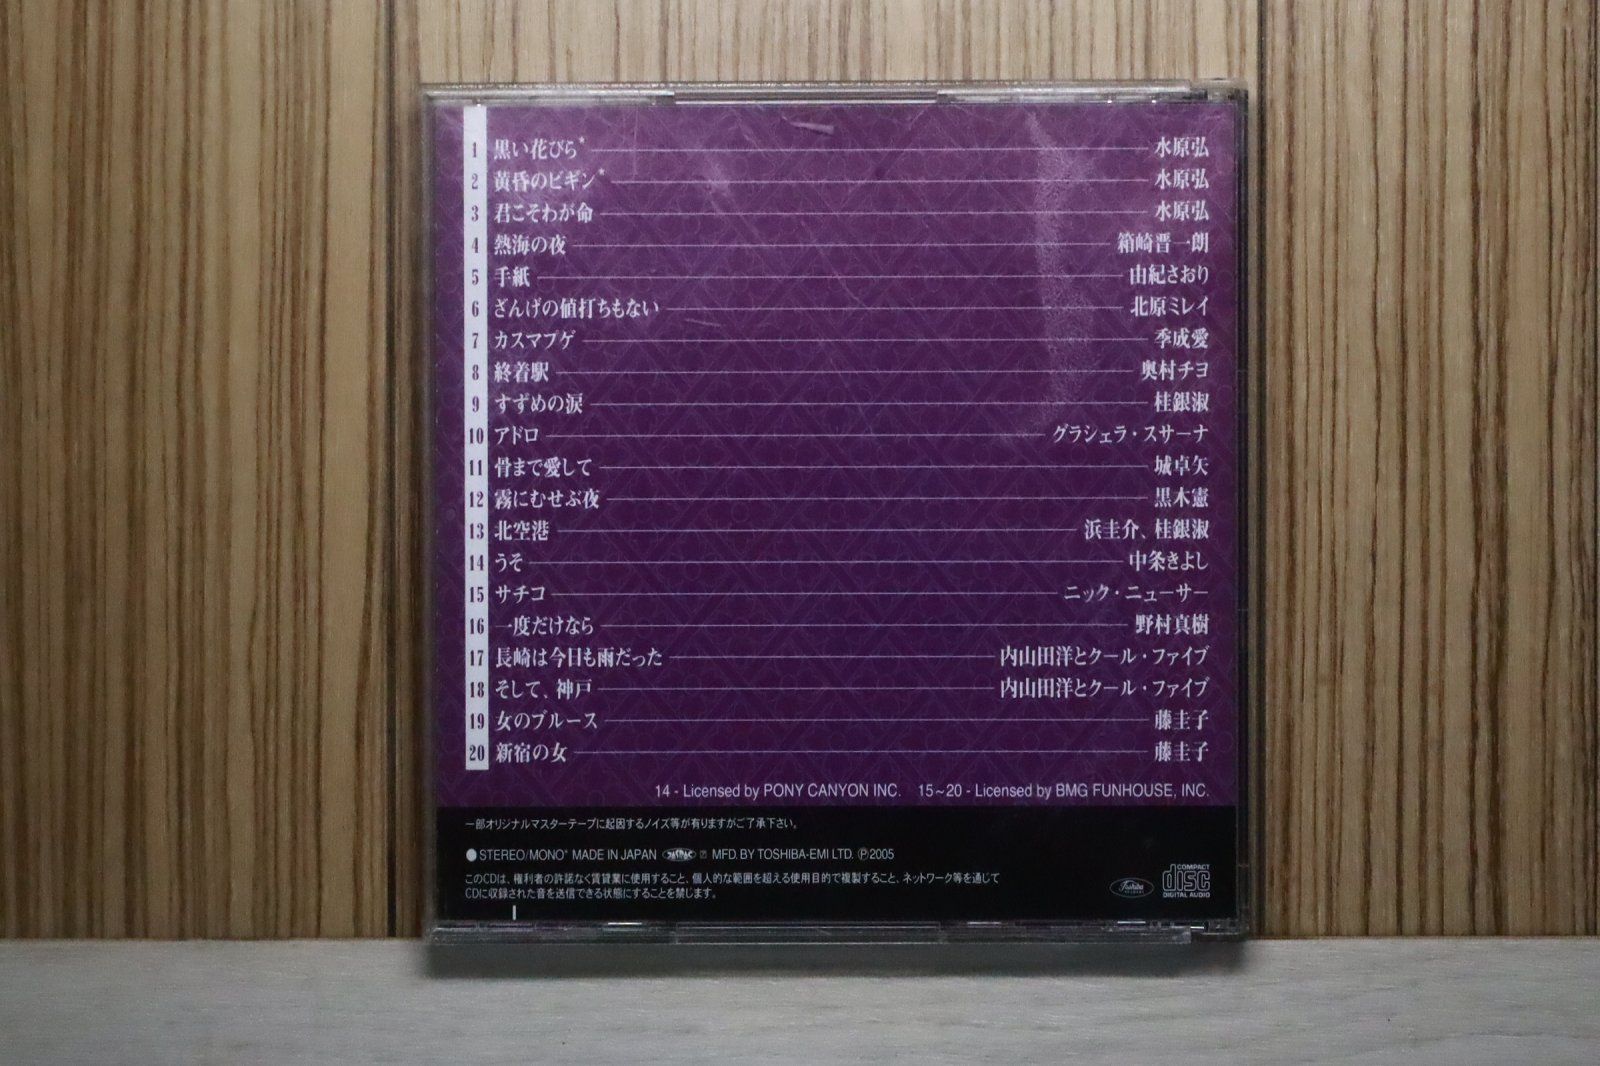 1 黒い花びら* 水原弘
2 黄昏のビギン* 水原弘
3 君こそわが命 水原弘
4 熱海の夜 箱崎晋一朗
5 手紙 由紀さおり
6 ざんげの値打ちもない 北原ミレイ
7 カスマプゲ 季成愛
8 終着駅 奥村チヨ
9 すずめの涙 桂銀淑
10 アドロ グラシェラ・スサーナ
11 骨まで愛して 城卓矢
12 霧にむせぶ夜 黒木憲
13 北空港 浜圭介、桂銀淑
14 うそ 中条きよし
15 サチコ ニック・ニューサー
16 一度だけなら 野村真樹
17 長崎は今日も雨だった 内山田洋とクール・ファイブ
18 そして、神戸 内山田洋とクール・ファイブ
19 女のブルース 藤圭子
20 新宿の女 藤圭子
14 - Licensed by PONY CANYON INC. 15~20 - Licensed by BMG FUNHOUSE, INC.
一部オリジナルマスターテープに起因するノイズ等が有りますがご了承下さい。
STEREO/MONO* MADE IN JAPAN MFD. BY TOSHIBA-EMI LTD. Ⓟ2005
このCDは、権利者の許諾なく賃貸業に使用すること、個人的な範囲を超える使用目的で複製すること、ネットワーク等を通じて
CDに収録された音を送信できる状態にすることを禁じます。
Toshiba
COMPACT
disc
DIGITAL AUDIO